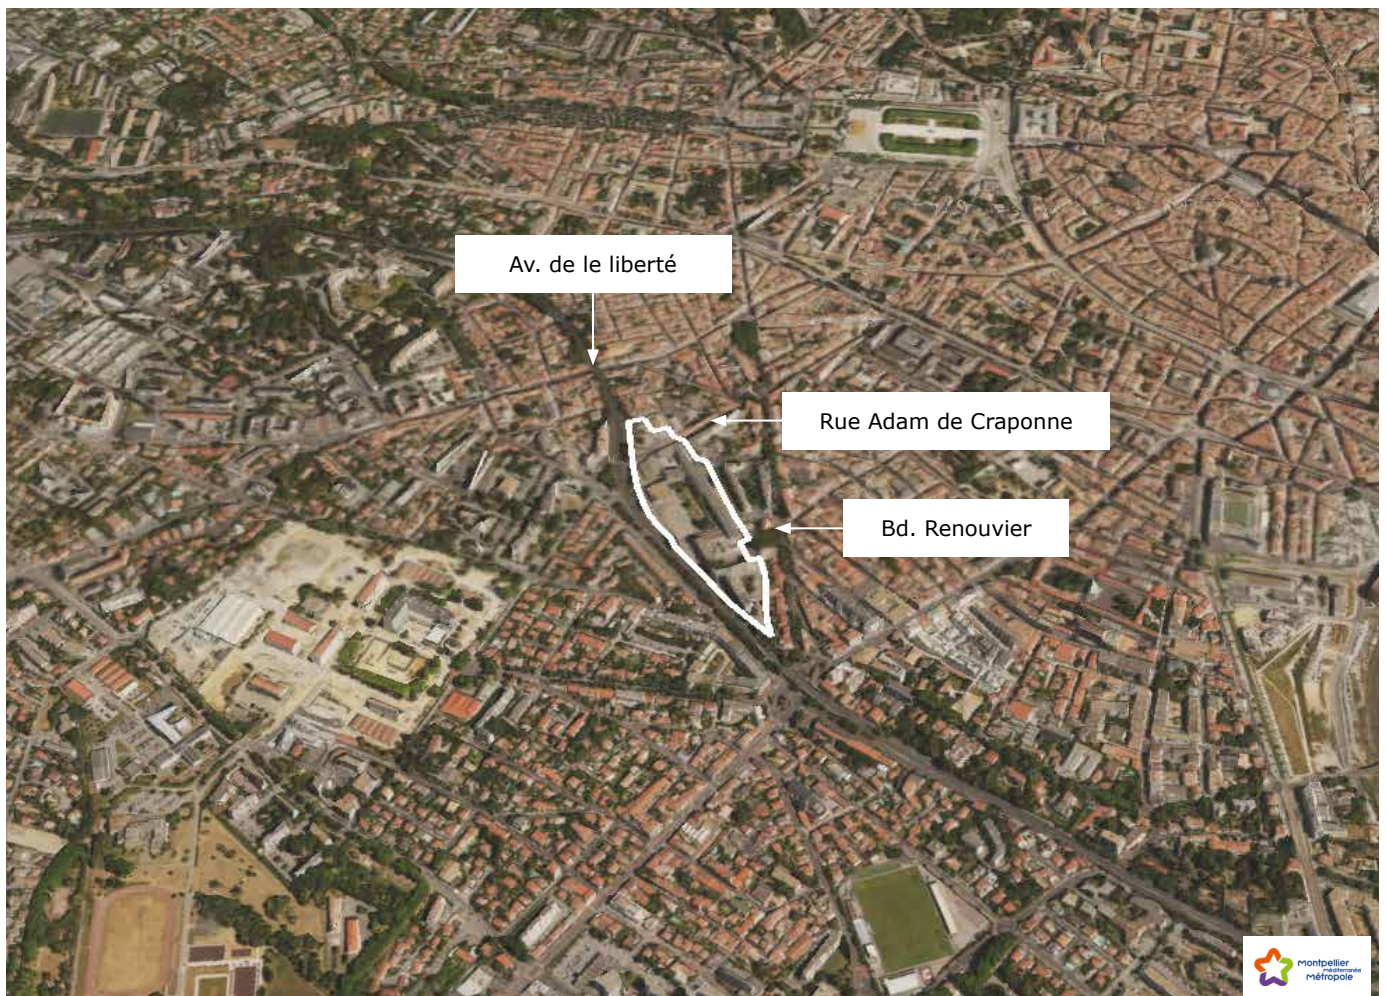 Av. de le liberté
Rue Adam de Craponne
Bd. Renouvier
montpellier
méditerranée
métropole